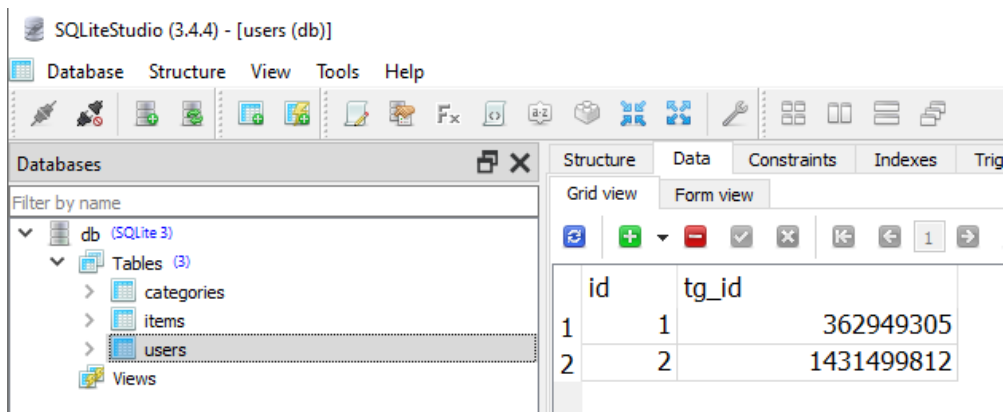 SQLiteStudio (3.4.4) - [users (db)]
Database Structure View Tools Help
Databases
Filter by name
db (SQLite 3)
Tables (3)
categories
items
users
Views
Structure Data Constraints Indexes Trig
Grid view Form view
1
id tg_id
1 1 362949305
2 2 1431499812